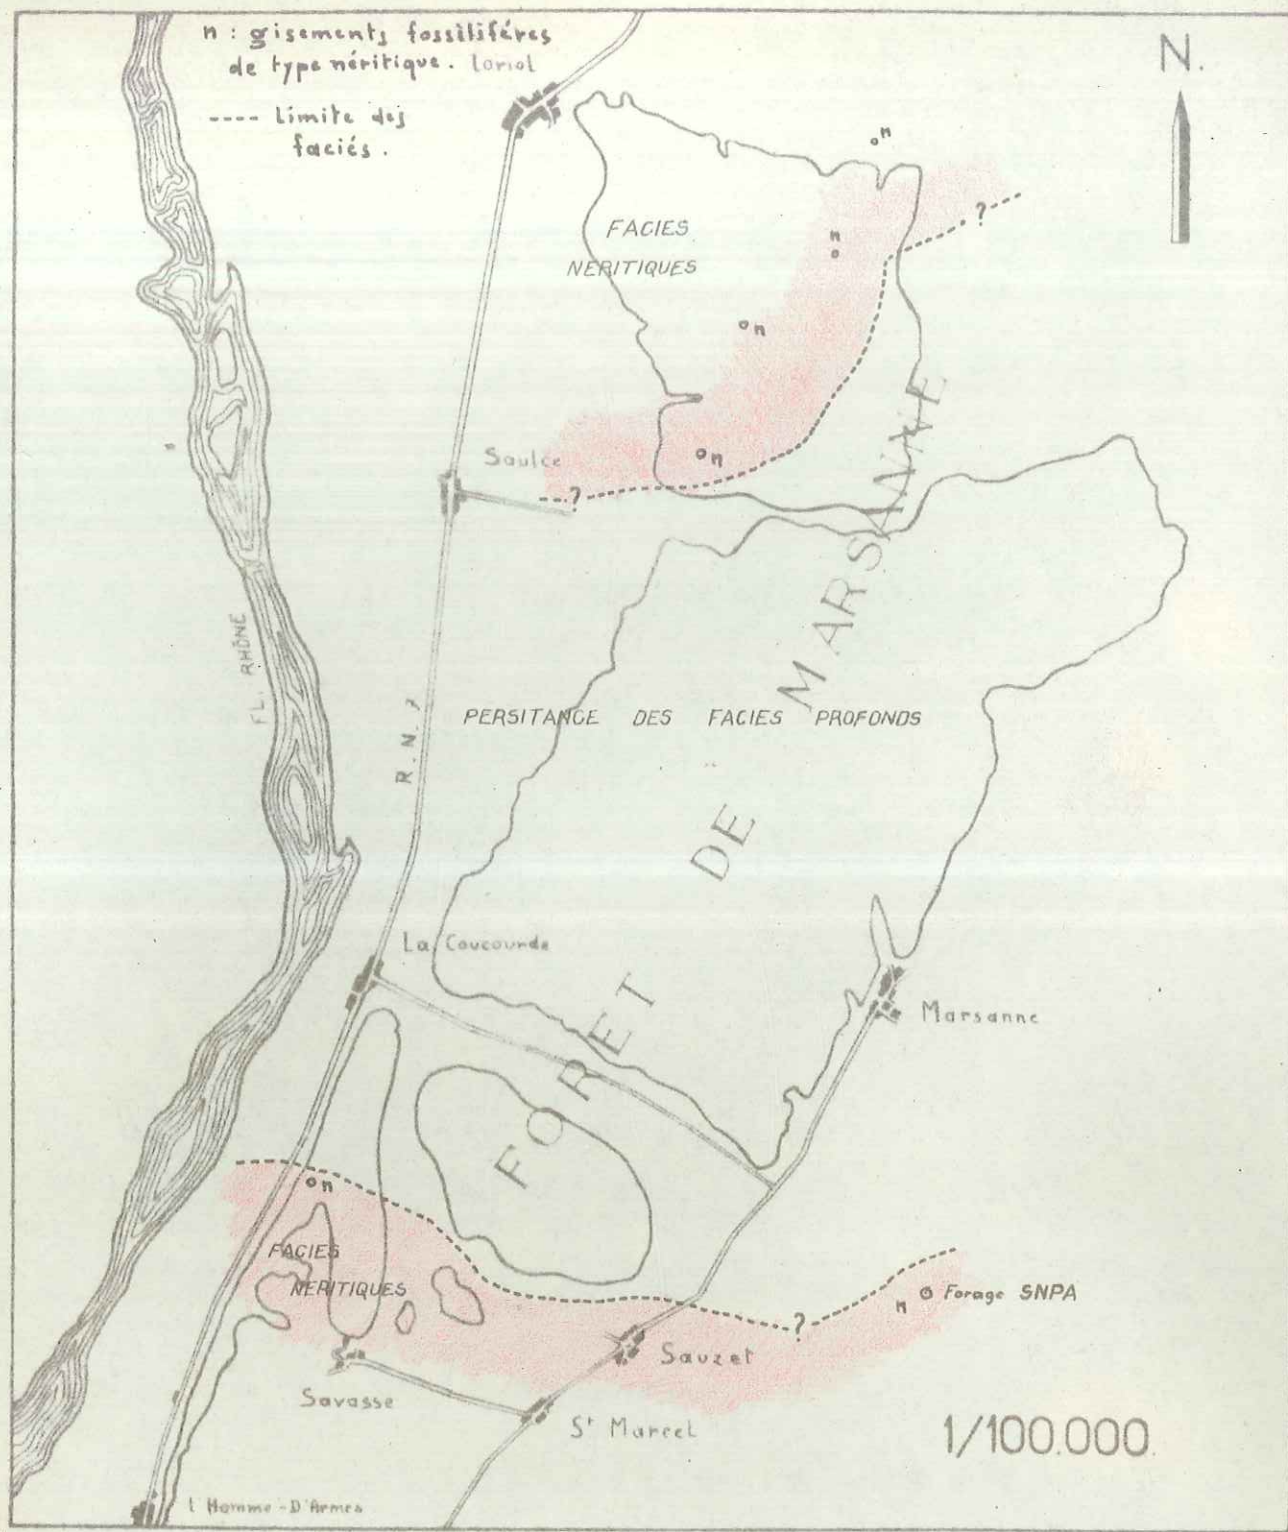 n : gisements fossilifères
de type néritique.
Loriol
---- Limite des
faciés.
N.
n
FACIES
NERITIQUES
n
n
?
Saulce
n
?
FL. RHÔNE
R.N. 7
PERSITANCE DES FACIES PROFONDS
FORET DE MARSANNE
La Coucourde
Marsanne
n
FACIES
NERITIQUES
n
Forage SNPA
?
Sauzet
Savasse
St Marcel
1/100.000.
l'Homme-D'Armes